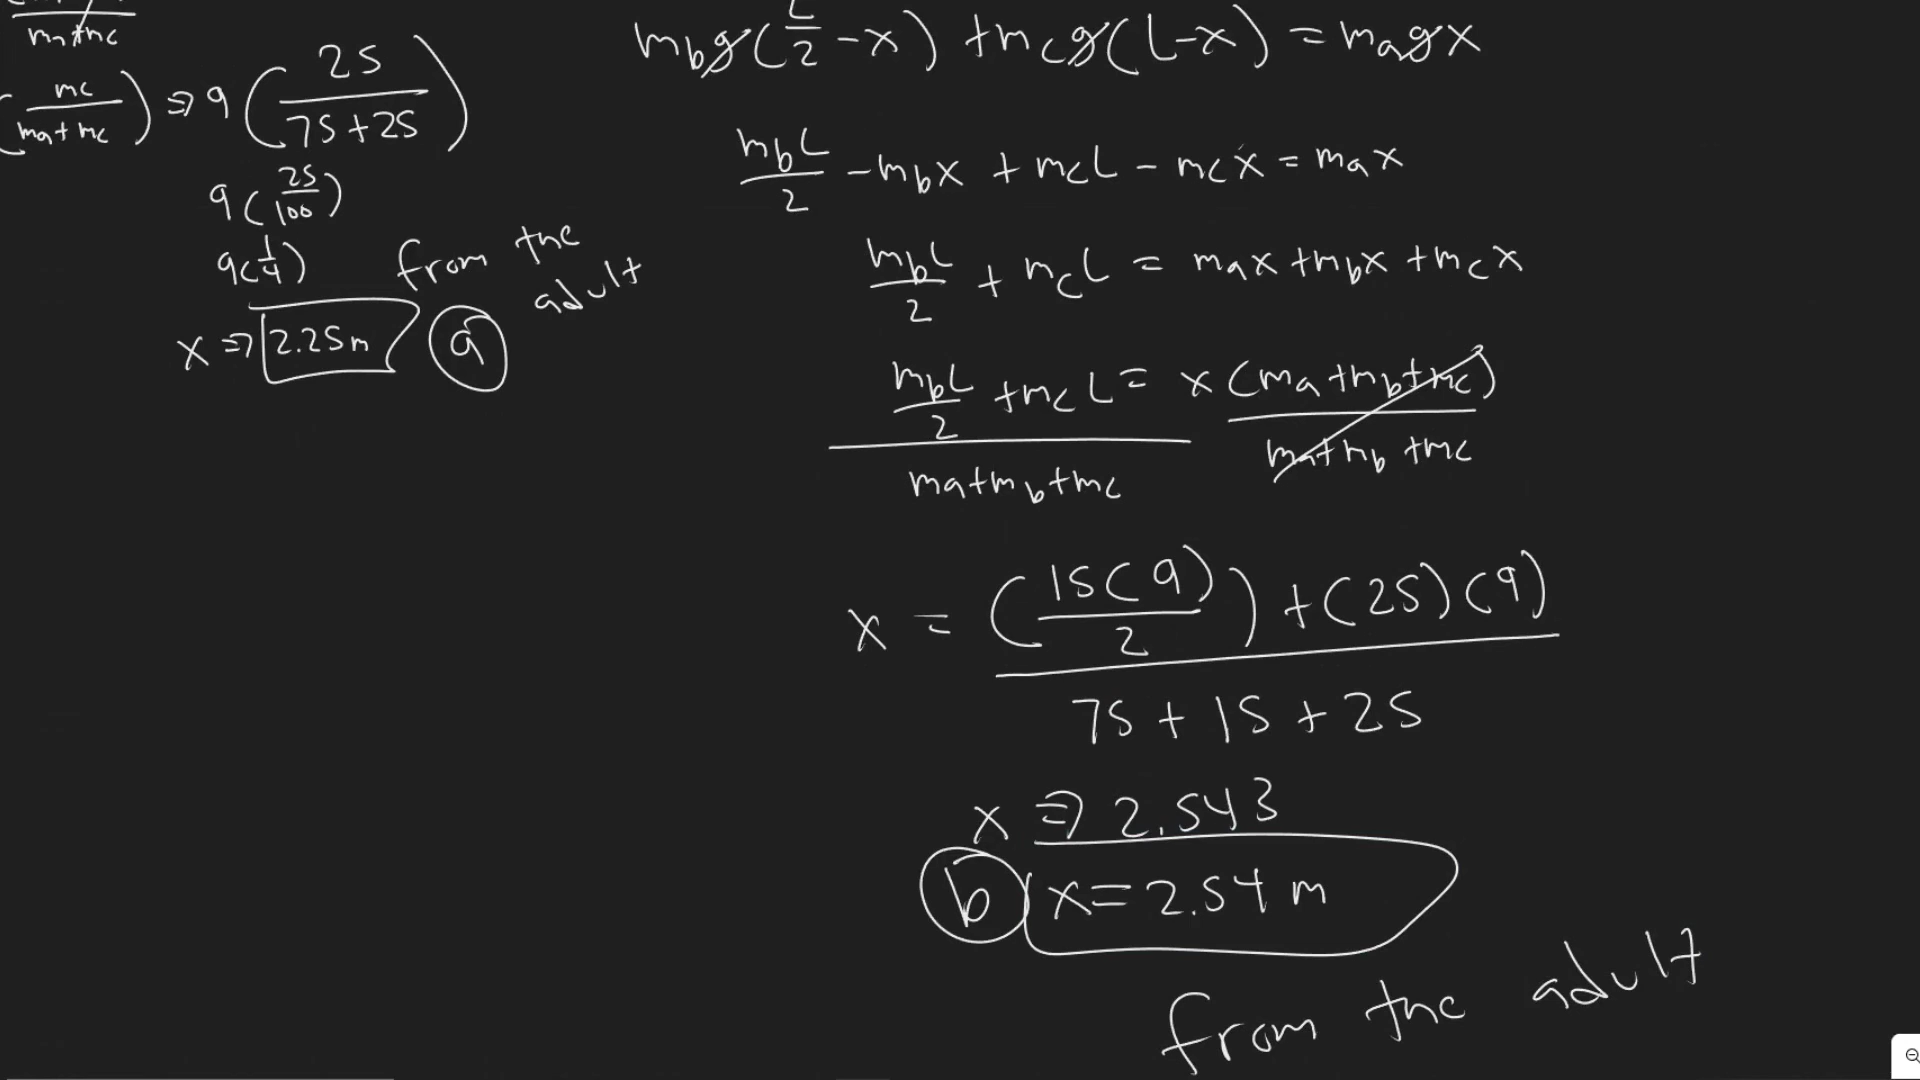 ma+mc
(mc/(ma+mc)) ⇒ 9(25/(75+25))
9(25/100)
9(1/4)
x ⇒ 2.25m (a) from the adult
mbg(L/2 - x) + mcg(L-x) = magx
mbL/2 - mbx + mcL - mcx = max
mbL/2 + mcL = max + mbx + mcx
(mbL/2 + mcL)/(ma+mb+mc) = x(ma+mb+mc)/(ma+mb+mc)
x = ((15(9)/2) + (25)(9))/(75+15+25)
x ⇒ 2.543
(b) x = 2.54 m
from the adult